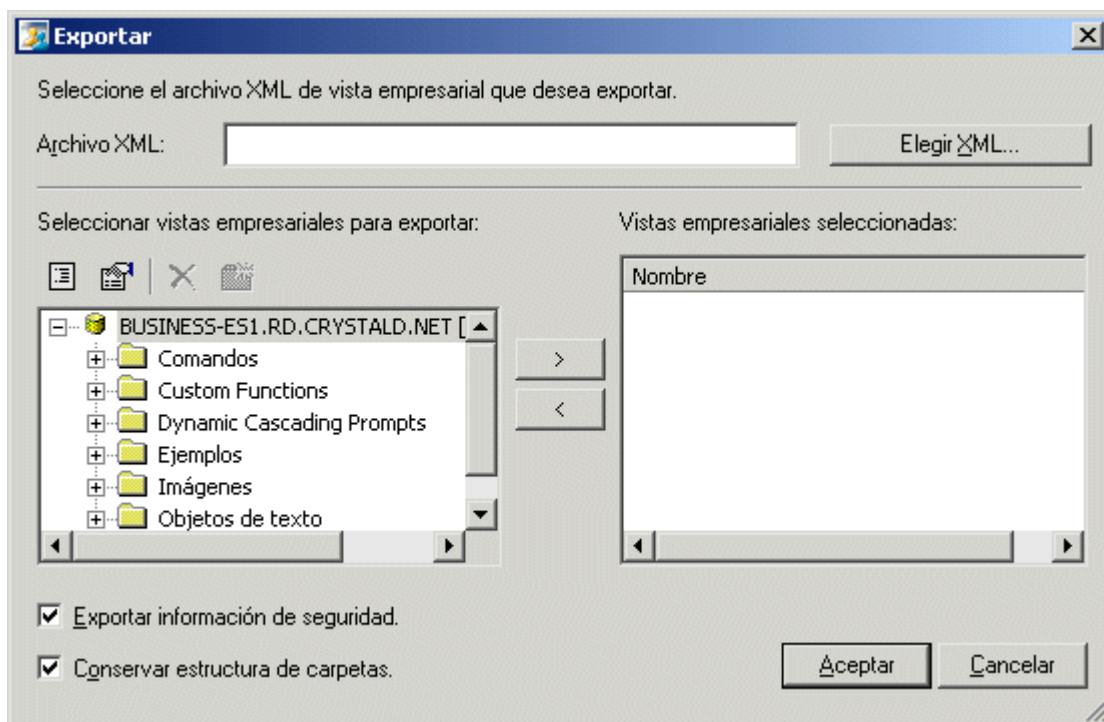 Exportar
Seleccione el archivo XML de vista empresarial que desea exportar.
Archivo XML:
Elegir XML...
Seleccionar vistas empresariales para exportar:
Vistas empresariales seleccionadas:
Nombre
BUSINESS-ES1.RD.CRYSTALD.NET [
Comandos
>
Custom Functions
Dynamic Cascading Prompts
<
Ejemplos
Imágenes
Objetos de texto
Exportar información de seguridad.
Conservar estructura de carpetas.
Aceptar
Cancelar